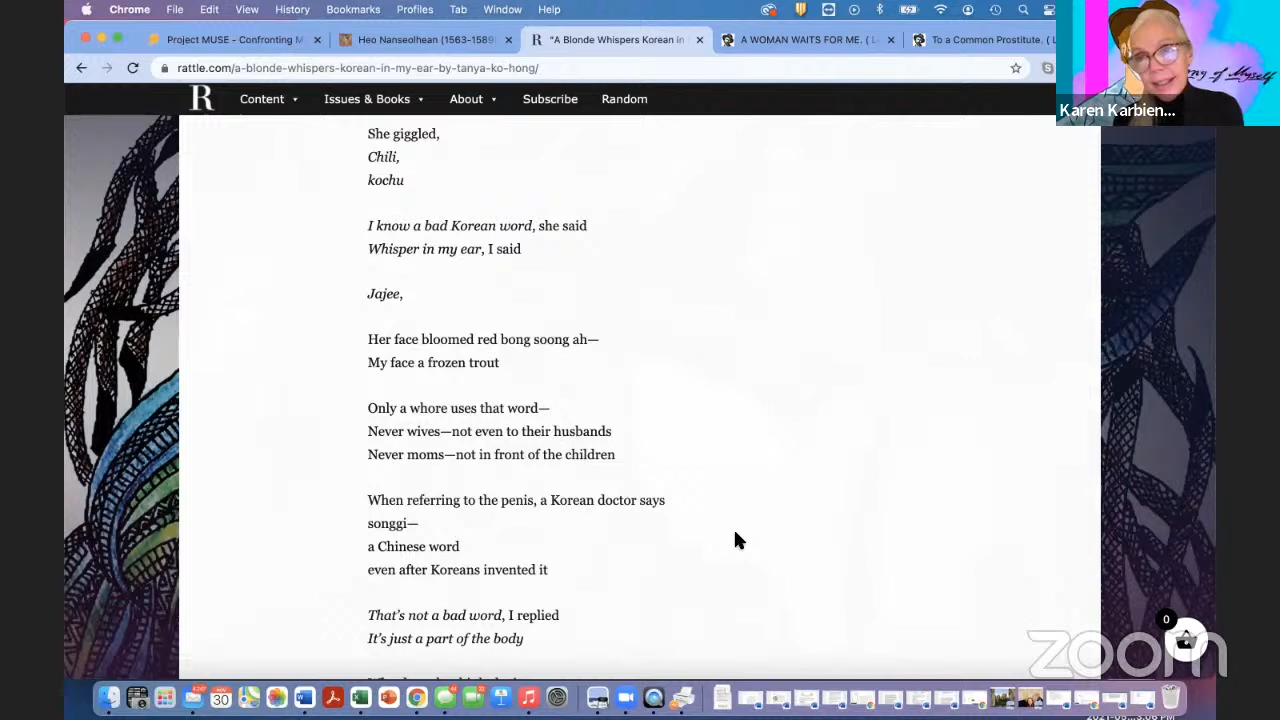 Chrome File Edit View History Bookmarks Profiles Tab Window Help
Project MUSE - Confronting M
Heo Nanseolhean (1563-1589
"A Blonde Whispers Korean in
A WOMAN WAITS FOR ME. ( L
To a Common Prostitute. ( L
rattle.com/a-blonde-whispers-korean-in-my-ear-by-tanya-ko-hong/
my of Myself
Karen Karbien...
R Content Issues & Books About Subscribe Random
She giggled,
Chili,
kochu
I know a bad Korean word, she said
Whisper in my ear, I said
Jajee,
Her face bloomed red bong soong ah—
My face a frozen trout
Only a whore uses that word—
Never wives—not even to their husbands
Never moms—not in front of the children
When referring to the penis, a Korean doctor says
songgi—
a Chinese word
even after Koreans invented it
That's not a bad word, I replied
It's just a part of the body
0
zoom
NOV
30